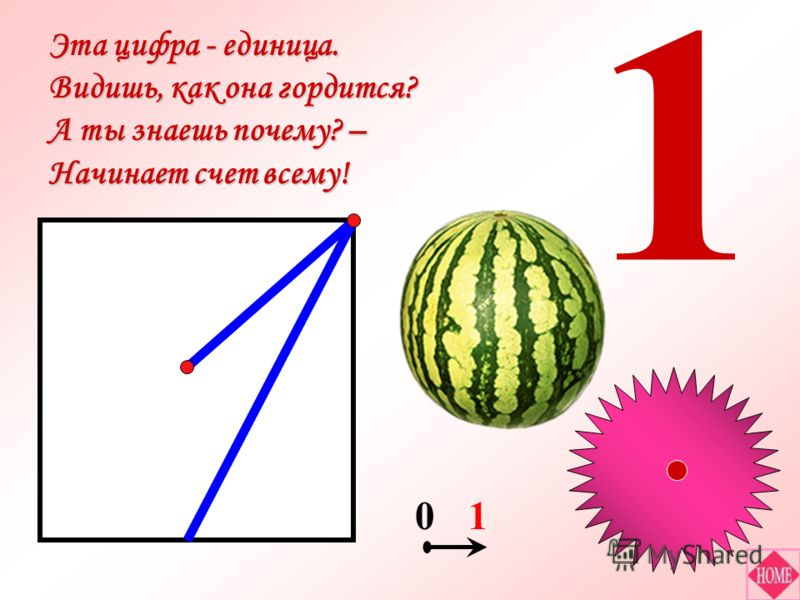 Эта цифра - единица.
Видишь, как она гордится?
А ты знаешь почему? –
Начинает счет всему!
1
0 1
MyShared
HOME